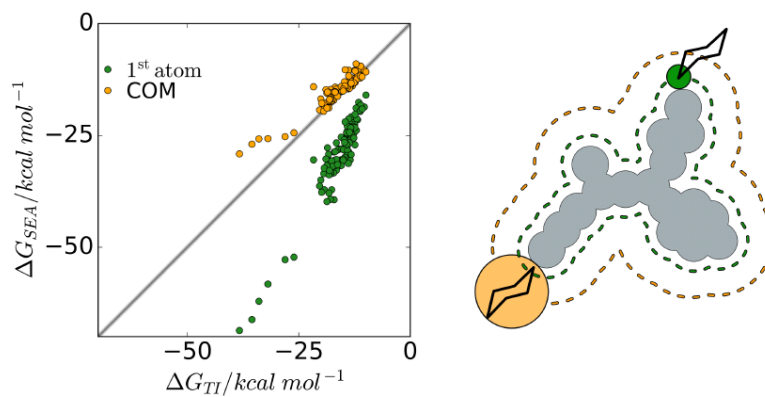 0
1st atom
COM
−25
−50
ΔG_SEA/kcal mol⁻¹
−50 −25 0
ΔG_TI/kcal mol⁻¹